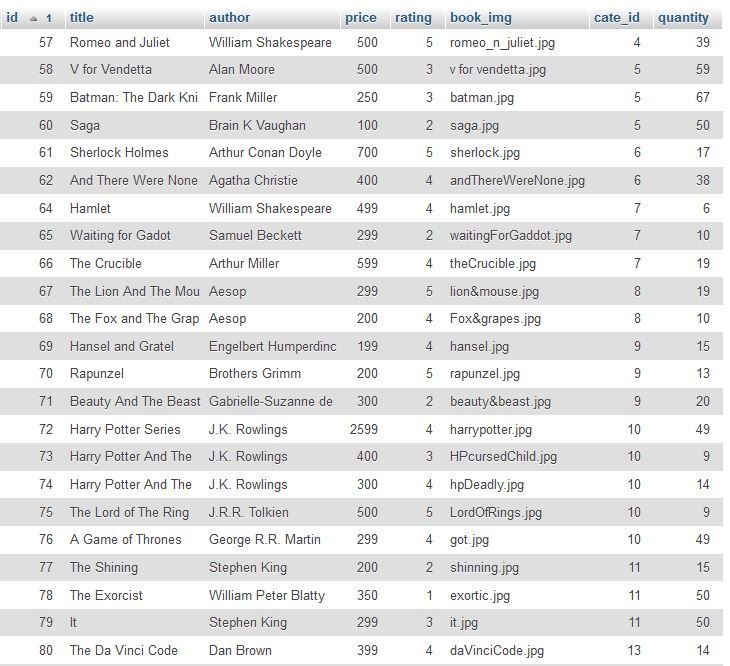 id 1 title author price rating book_img cate_id quantity
57 Romeo and Juliet William Shakespeare 500 5 romeo_n_juliet.jpg 4 39
58 V for Vendetta Alan Moore 500 3 v for vendetta.jpg 5 59
59 Batman: The Dark Kni Frank Miller 250 3 batman.jpg 5 67
60 Saga Brain K Vaughan 100 2 saga.jpg 5 50
61 Sherlock Holmes Arthur Conan Doyle 700 5 sherlock.jpg 6 17
62 And There Were None Agatha Christie 400 4 andThereWereNone.jpg 6 38
64 Hamlet William Shakespeare 499 4 hamlet.jpg 7 6
65 Waiting for Gadot Samuel Beckett 299 2 waitingForGaddot.jpg 7 10
66 The Crucible Arthur Miller 599 4 theCrucible.jpg 7 19
67 The Lion And The Mou Aesop 299 5 lion&mouse.jpg 8 19
68 The Fox and The Grap Aesop 200 4 Fox&grapes.jpg 8 10
69 Hansel and Gratel Engelbert Humperdinc 199 4 hansel.jpg 9 15
70 Rapunzel Brothers Grimm 200 5 rapunzel.jpg 9 13
71 Beauty And The Beast Gabrielle-Suzanne de 300 2 beauty&beast.jpg 9 20
72 Harry Potter Series J.K. Rowlings 2599 4 harrypotter.jpg 10 49
73 Harry Potter And The J.K. Rowlings 400 3 HPcursedChild.jpg 10 9
74 Harry Potter And The J.K. Rowlings 300 4 hpDeadly.jpg 10 14
75 The Lord of The Ring J.R.R. Tolkien 500 5 LordOfRings.jpg 10 9
76 A Game of Thrones George R.R. Martin 299 4 got.jpg 10 49
77 The Shining Stephen King 200 2 shinning.jpg 11 15
78 The Exorcist William Peter Blatty 350 1 exortic.jpg 11 50
79 It Stephen King 299 3 it.jpg 11 50
80 The Da Vinci Code Dan Brown 399 4 daVinciCode.jpg 13 14